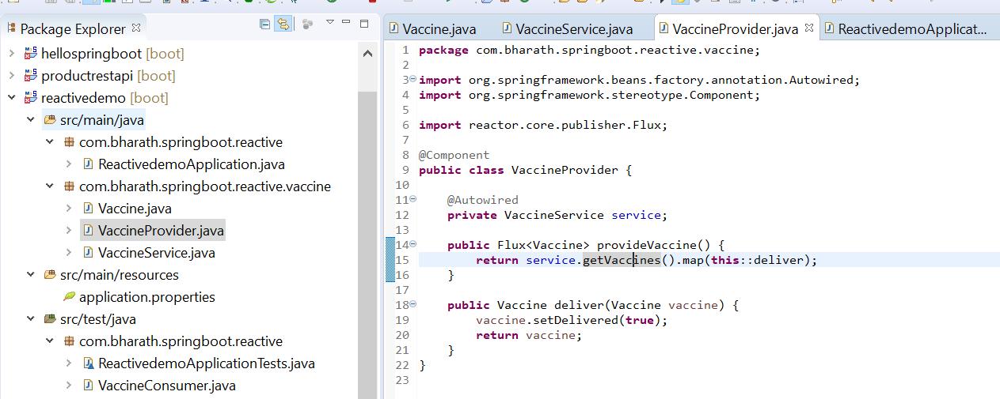 Package Explorer
hellospringboot [boot]
productrestapi [boot]
reactivedemo [boot]
src/main/java
com.bharath.springboot.reactive
ReactivedemoApplication.java
com.bharath.springboot.reactive.vaccine
Vaccine.java
VaccineProvider.java
VaccineService.java
src/main/resources
application.properties
src/test/java
com.bharath.springboot.reactive
ReactivedemoApplicationTests.java
VaccineConsumer.java
Vaccine.java VaccineService.java VaccineProvider.java ReactivedemoApplicat...
1 package com.bharath.springboot.reactive.vaccine;
2
3 import org.springframework.beans.factory.annotation.Autowired;
4 import org.springframework.stereotype.Component;
5
6 import reactor.core.publisher.Flux;
7
8 @Component
9 public class VaccineProvider {
10
11 @Autowired
12 private VaccineService service;
13
14 public Flux<Vaccine> provideVaccine() {
15 return service.getVaccines().map(this::deliver);
16 }
17
18 public Vaccine deliver(Vaccine vaccine) {
19 vaccine.setDelivered(true);
20 return vaccine;
21 }
22 }
23